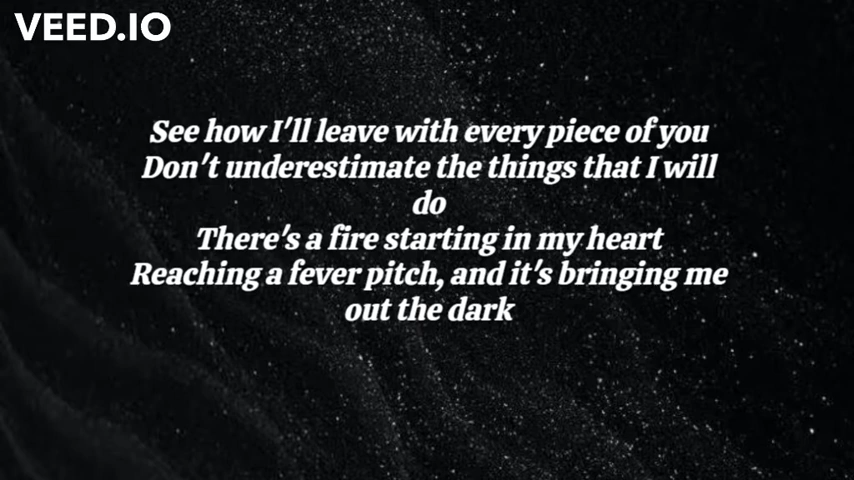 VEED.IO
See how I'll leave with every piece of you
Don't underestimate the things that I will
do
There's a fire starting in my heart
Reaching a fever pitch, and it's bringing me
out the dark